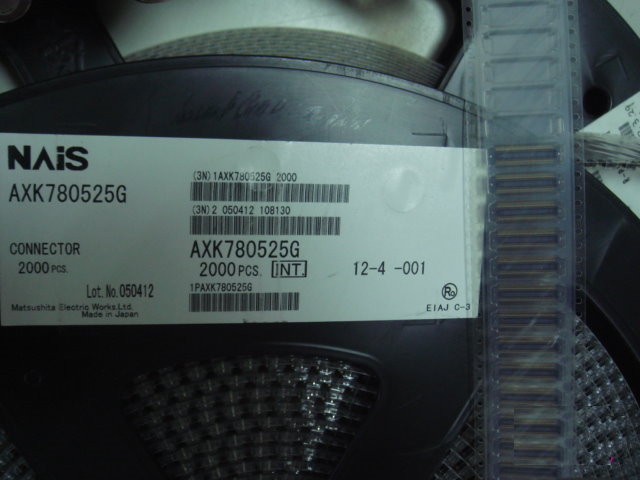 NAiS
AXK780525G
(3N)1AXK780525G 2000
(3N)2 050412 108130
CONNECTOR
2000 PCS.
AXK780525G
2000 PCS. INT.
12-4 -001
Lot.No.050412
1PAXK780525G
Matsushita Electric Works.Ltd.
Made in Japan
EIAJ C-3